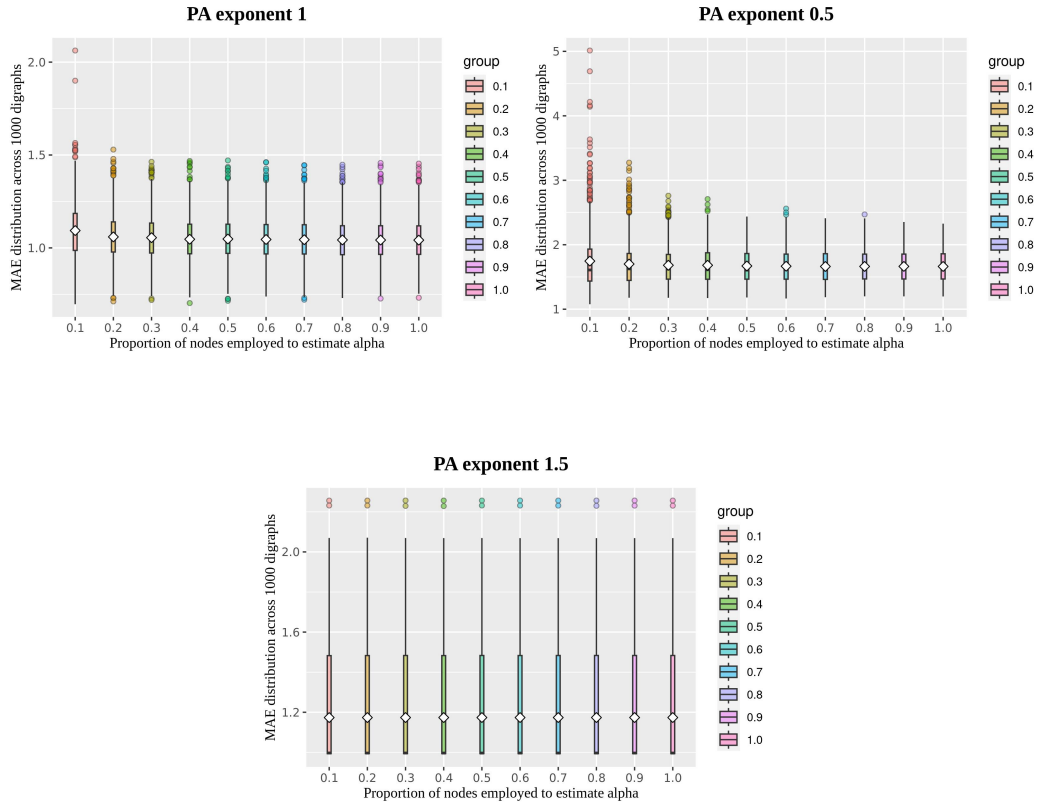 PA exponent 1
MAE distribution across 1000 digraphs
2.0
1.5
1.0
0.1 0.2 0.3 0.4 0.5 0.6 0.7 0.8 0.9 1.0
Proportion of nodes employed to estimate alpha
group
0.1
0.2
0.3
0.4
0.5
0.6
0.7
0.8
0.9
1.0
PA exponent 0.5
MAE distribution across 1000 digraphs
5
4
3
2
1
0.1 0.2 0.3 0.4 0.5 0.6 0.7 0.8 0.9 1.0
Proportion of nodes employed to estimate alpha
group
0.1
0.2
0.3
0.4
0.5
0.6
0.7
0.8
0.9
1.0
PA exponent 1.5
MAE distribution across 1000 digraphs
2.0
1.6
1.2
0.1 0.2 0.3 0.4 0.5 0.6 0.7 0.8 0.9 1.0
Proportion of nodes employed to estimate alpha
group
0.1
0.2
0.3
0.4
0.5
0.6
0.7
0.8
0.9
1.0